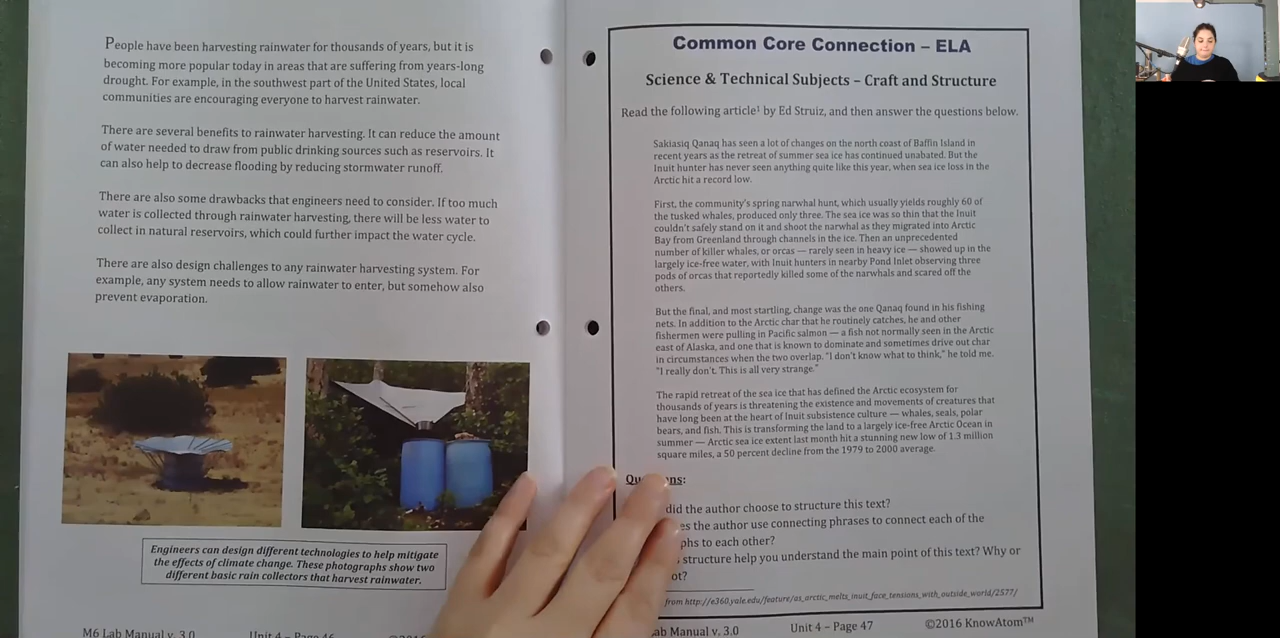 People have been harvesting rainwater for thousands of years, but it is
becoming more popular today in areas that are suffering from years-long
drought. For example, in the southwest part of the United States, local
communities are encouraging everyone to harvest rainwater.
There are several benefits to rainwater harvesting. It can reduce the amount
of water needed to draw from public drinking sources such as reservoirs. It
can also help to decrease flooding by reducing stormwater runoff.
There are also some drawbacks that engineers need to consider. If too much
water is collected through rainwater harvesting, there will be less water to
collect in natural reservoirs, which could further impact the water cycle.
There are also design challenges to any rainwater harvesting system. For
example, any system needs to allow rainwater to enter, but somehow also
prevent evaporation.
Engineers can design different technologies to help mitigate
the effects of climate change. These photographs show two
different basic rain collectors that harvest rainwater.
M6 Lab Manual v. 3.0 Unit 4 – Page 46
Common Core Connection – ELA
Science & Technical Subjects – Craft and Structure
Read the following article¹ by Ed Struiz, and then answer the questions below.
Sakiasiq Qanaq has seen a lot of changes on the north coast of Baffin Island in
recent years as the retreat of summer sea ice has continued unabated. But the
Inuit hunter has never seen anything quite like this year, when sea ice loss in the
Arctic hit a record low.
First, the community's spring narwhal hunt, which usually yields roughly 60 of
the tusked whales, produced only three. The sea ice was so thin that the Inuit
couldn't safely stand on it and shoot the narwhal as they migrated into Arctic
Bay from Greenland through channels in the ice. Then an unprecedented
number of killer whales, or orcas — rarely seen in heavy ice — showed up in the
largely ice-free water, with Inuit hunters in nearby Pond Inlet observing three
pods of orcas that reportedly killed some of the narwhals and scared off the
others.
But the final, and most startling, change was the one Qanaq found in his fishing
nets. In addition to the Arctic char that he routinely catches, he and other
fishermen were pulling in Pacific salmon — a fish not normally seen in the Arctic
east of Alaska, and one that is known to dominate and sometimes drive out char
in circumstances when the two overlap. "I don't know what to think," he told me.
"I really don't. This is all very strange."
The rapid retreat of the sea ice that has defined the Arctic ecosystem for
thousands of years is threatening the existence and movements of creatures that
have long been at the heart of Inuit subsistence culture — whales, seals, polar
bears, and fish. This is transforming the land to a largely ice-free Arctic Ocean in
summer — Arctic sea ice extent last month hit a stunning new low of 1.3 million
square miles, a 50 percent decline from the 1979 to 2000 average.
did the author choose to structure this text?
the author use connecting phrases to connect each of the
to each other?
structure help you understand the main point of this text? Why or
from http://e360.yale.edu/feature/as_arctic_melts_inuit_face_tensions_with_outside_world/2577/
Manual v. 3.0 Unit 4 – Page 47 ©2016 KnowAtom™